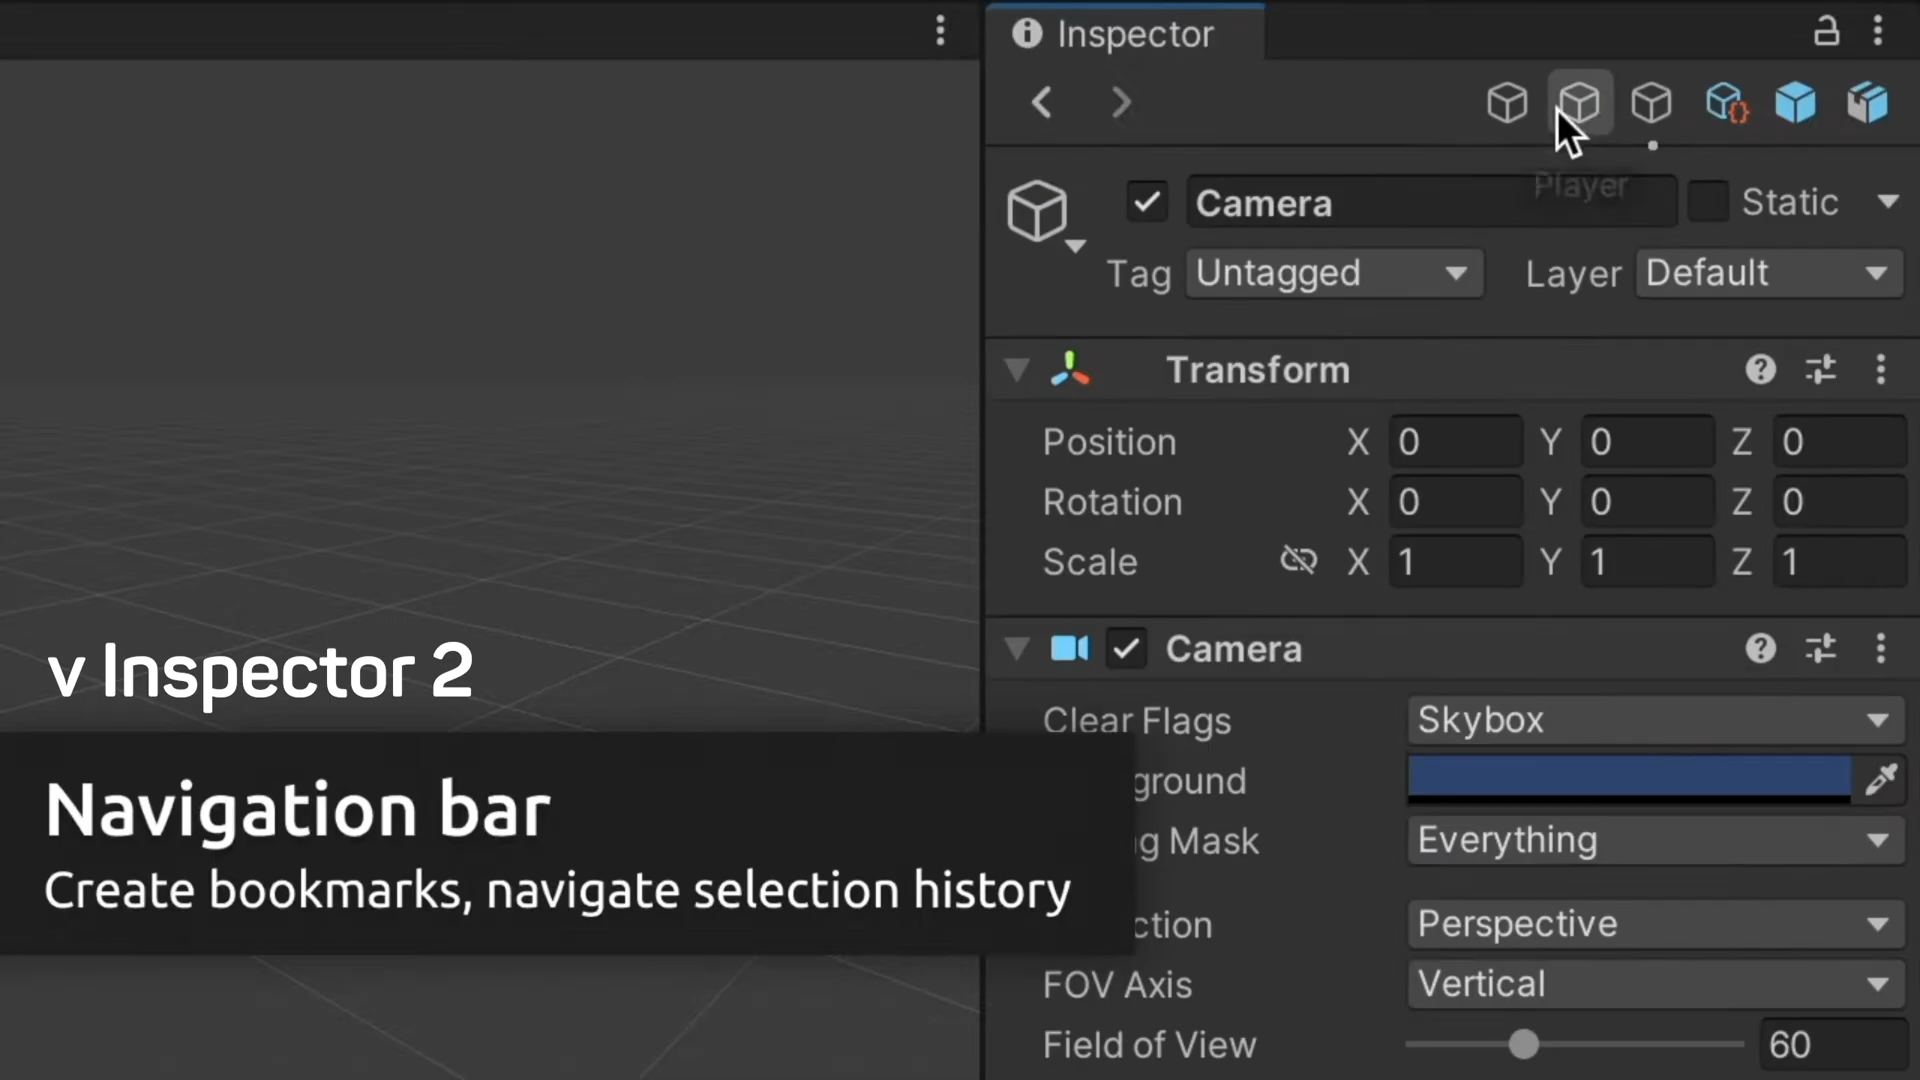 Inspector
Player
Camera
Static
Tag
Untagged
Layer
Default
Transform
Position X 0 Y 0 Z 0
Rotation X 0 Y 0 Z 0
Scale X 1 Y 1 Z 1
Camera
Clear Flags Skybox
ground
g Mask Everything
ction Perspective
FOV Axis Vertical
Field of View 60
v Inspector 2
Navigation bar
Create bookmarks, navigate selection history